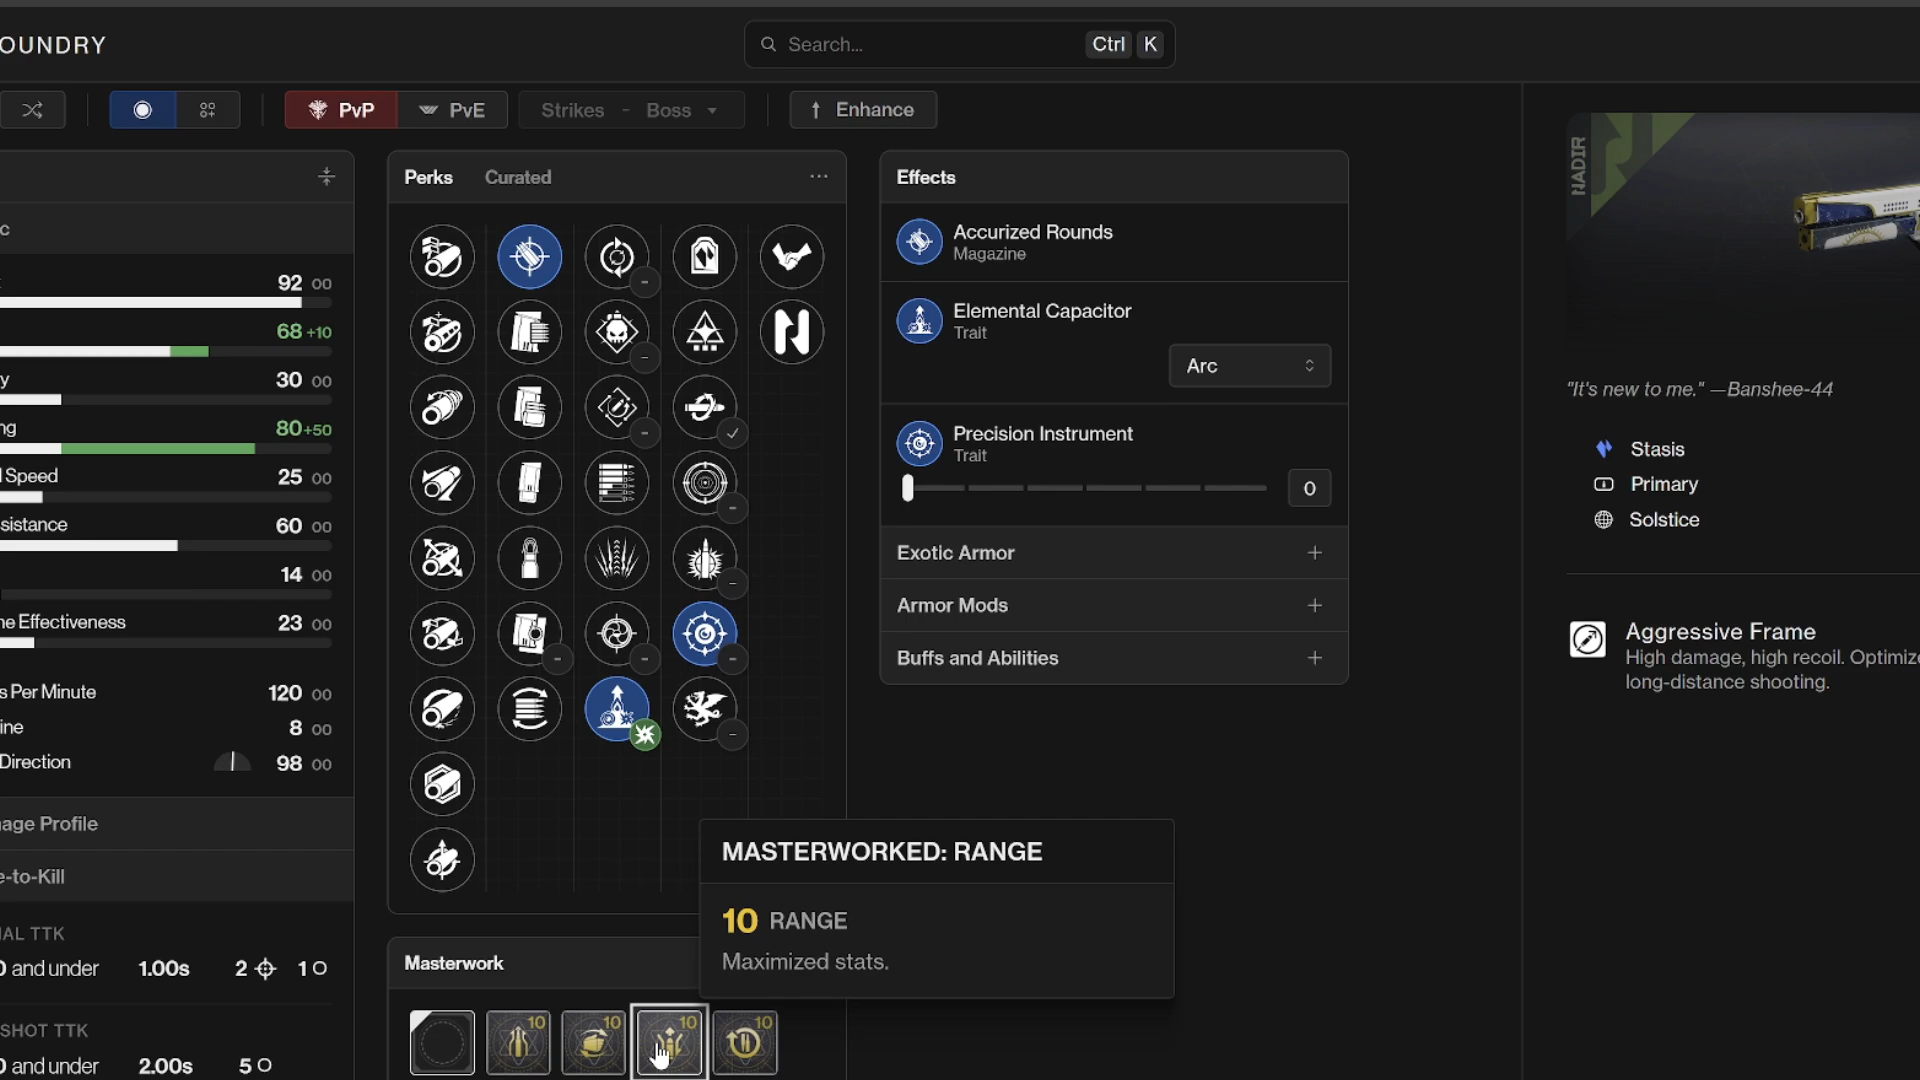 OUNDRY
Search...
Ctrl K
PvP
PvE
Strikes - Boss
Enhance
Perks
Curated
Effects
NADIR
c
92 00
68 +10
y
30 00
ng
80 +50
Speed
25 00
sistance
60 00
14 00
ne Effectiveness
23 00
s Per Minute
120 00
ine
8 00
Direction
98 00
nage Profile
e-to-Kill
AL TTK
and under 1.00s 2 1
SHOT TTK
and under 2.00s 5
Accurized Rounds
Magazine
Elemental Capacitor
Trait
Arc
Precision Instrument
Trait
0
Exotic Armor
Armor Mods
Buffs and Abilities
MASTERWORKED: RANGE
10 RANGE
Maximized stats.
Masterwork
10 10 10 10
"It's new to me." —Banshee-44
Stasis
Primary
Solstice
Aggressive Frame
High damage, high recoil. Optimize
long-distance shooting.